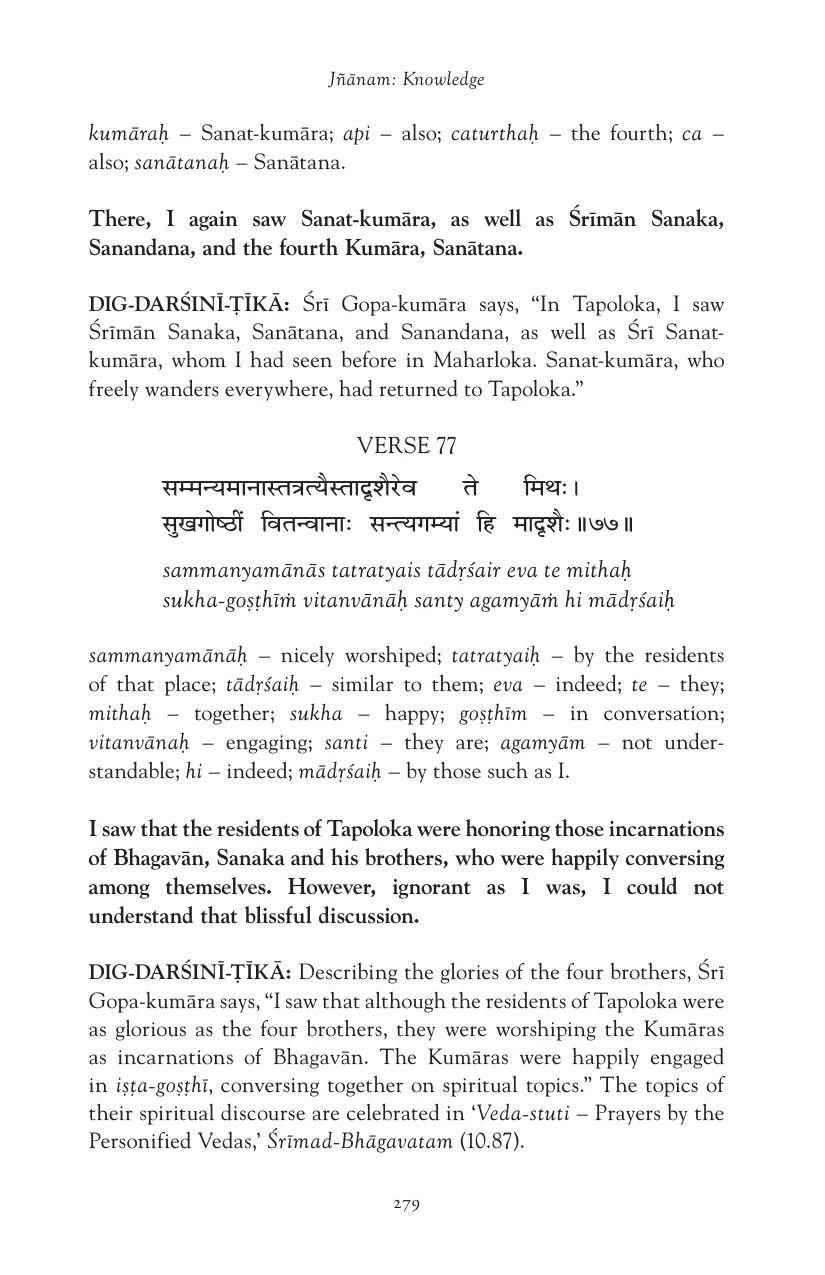 Jñānam: Knowledge
kumāraḥ – Sanat-kumāra; api – also; caturthaḥ – the fourth; ca –
also; sanātanaḥ – Sanātana.
There, I again saw Sanat-kumāra, as well as Śrīmān Sanaka,
Sanandana, and the fourth Kumāra, Sanātana.
DIG-DARŚINĪ-ṬĪKĀ: Śrī Gopa-kumāra says, “In Tapoloka, I saw
Śrīmān Sanaka, Sanātana, and Sanandana, as well as Śrī Sanat-
kumāra, whom I had seen before in Maharloka. Sanat-kumāra, who
freely wanders everywhere, had returned to Tapoloka.”
VERSE 77
सम्मन्यमानास्तत्रत्यैस्तादृशैरेव ते मिथः।
सुखगोष्ठीं वितन्वानाः सन्त्यगम्यां हि मादृशैः॥७७॥
sammanyamānās tatratyais tādṛśair eva te mithaḥ
sukha-goṣṭhīṁ vitanvānāḥ santy agamyāṁ hi mādṛśaiḥ
sammanyamānāḥ – nicely worshiped; tatratyaiḥ – by the residents
of that place; tādṛśaiḥ – similar to them; eva – indeed; te – they;
mithaḥ – together; sukha – happy; goṣṭhīm – in conversation;
vitanvānaḥ – engaging; santi – they are; agamyām – not under-
standable; hi – indeed; mādṛśaiḥ – by those such as I.
I saw that the residents of Tapoloka were honoring those incarnations
of Bhagavān, Sanaka and his brothers, who were happily conversing
among themselves. However, ignorant as I was, I could not
understand that blissful discussion.
DIG-DARŚINĪ-ṬĪKĀ: Describing the glories of the four brothers, Śrī
Gopa-kumāra says, “I saw that although the residents of Tapoloka were
as glorious as the four brothers, they were worshiping the Kumāras
as incarnations of Bhagavān. The Kumāras were happily engaged
in iṣṭa-goṣṭhī, conversing together on spiritual topics.” The topics of
their spiritual discourse are celebrated in ‘Veda-stuti – Prayers by the
Personified Vedas,’ Śrīmad-Bhāgavatam (10.87).
279